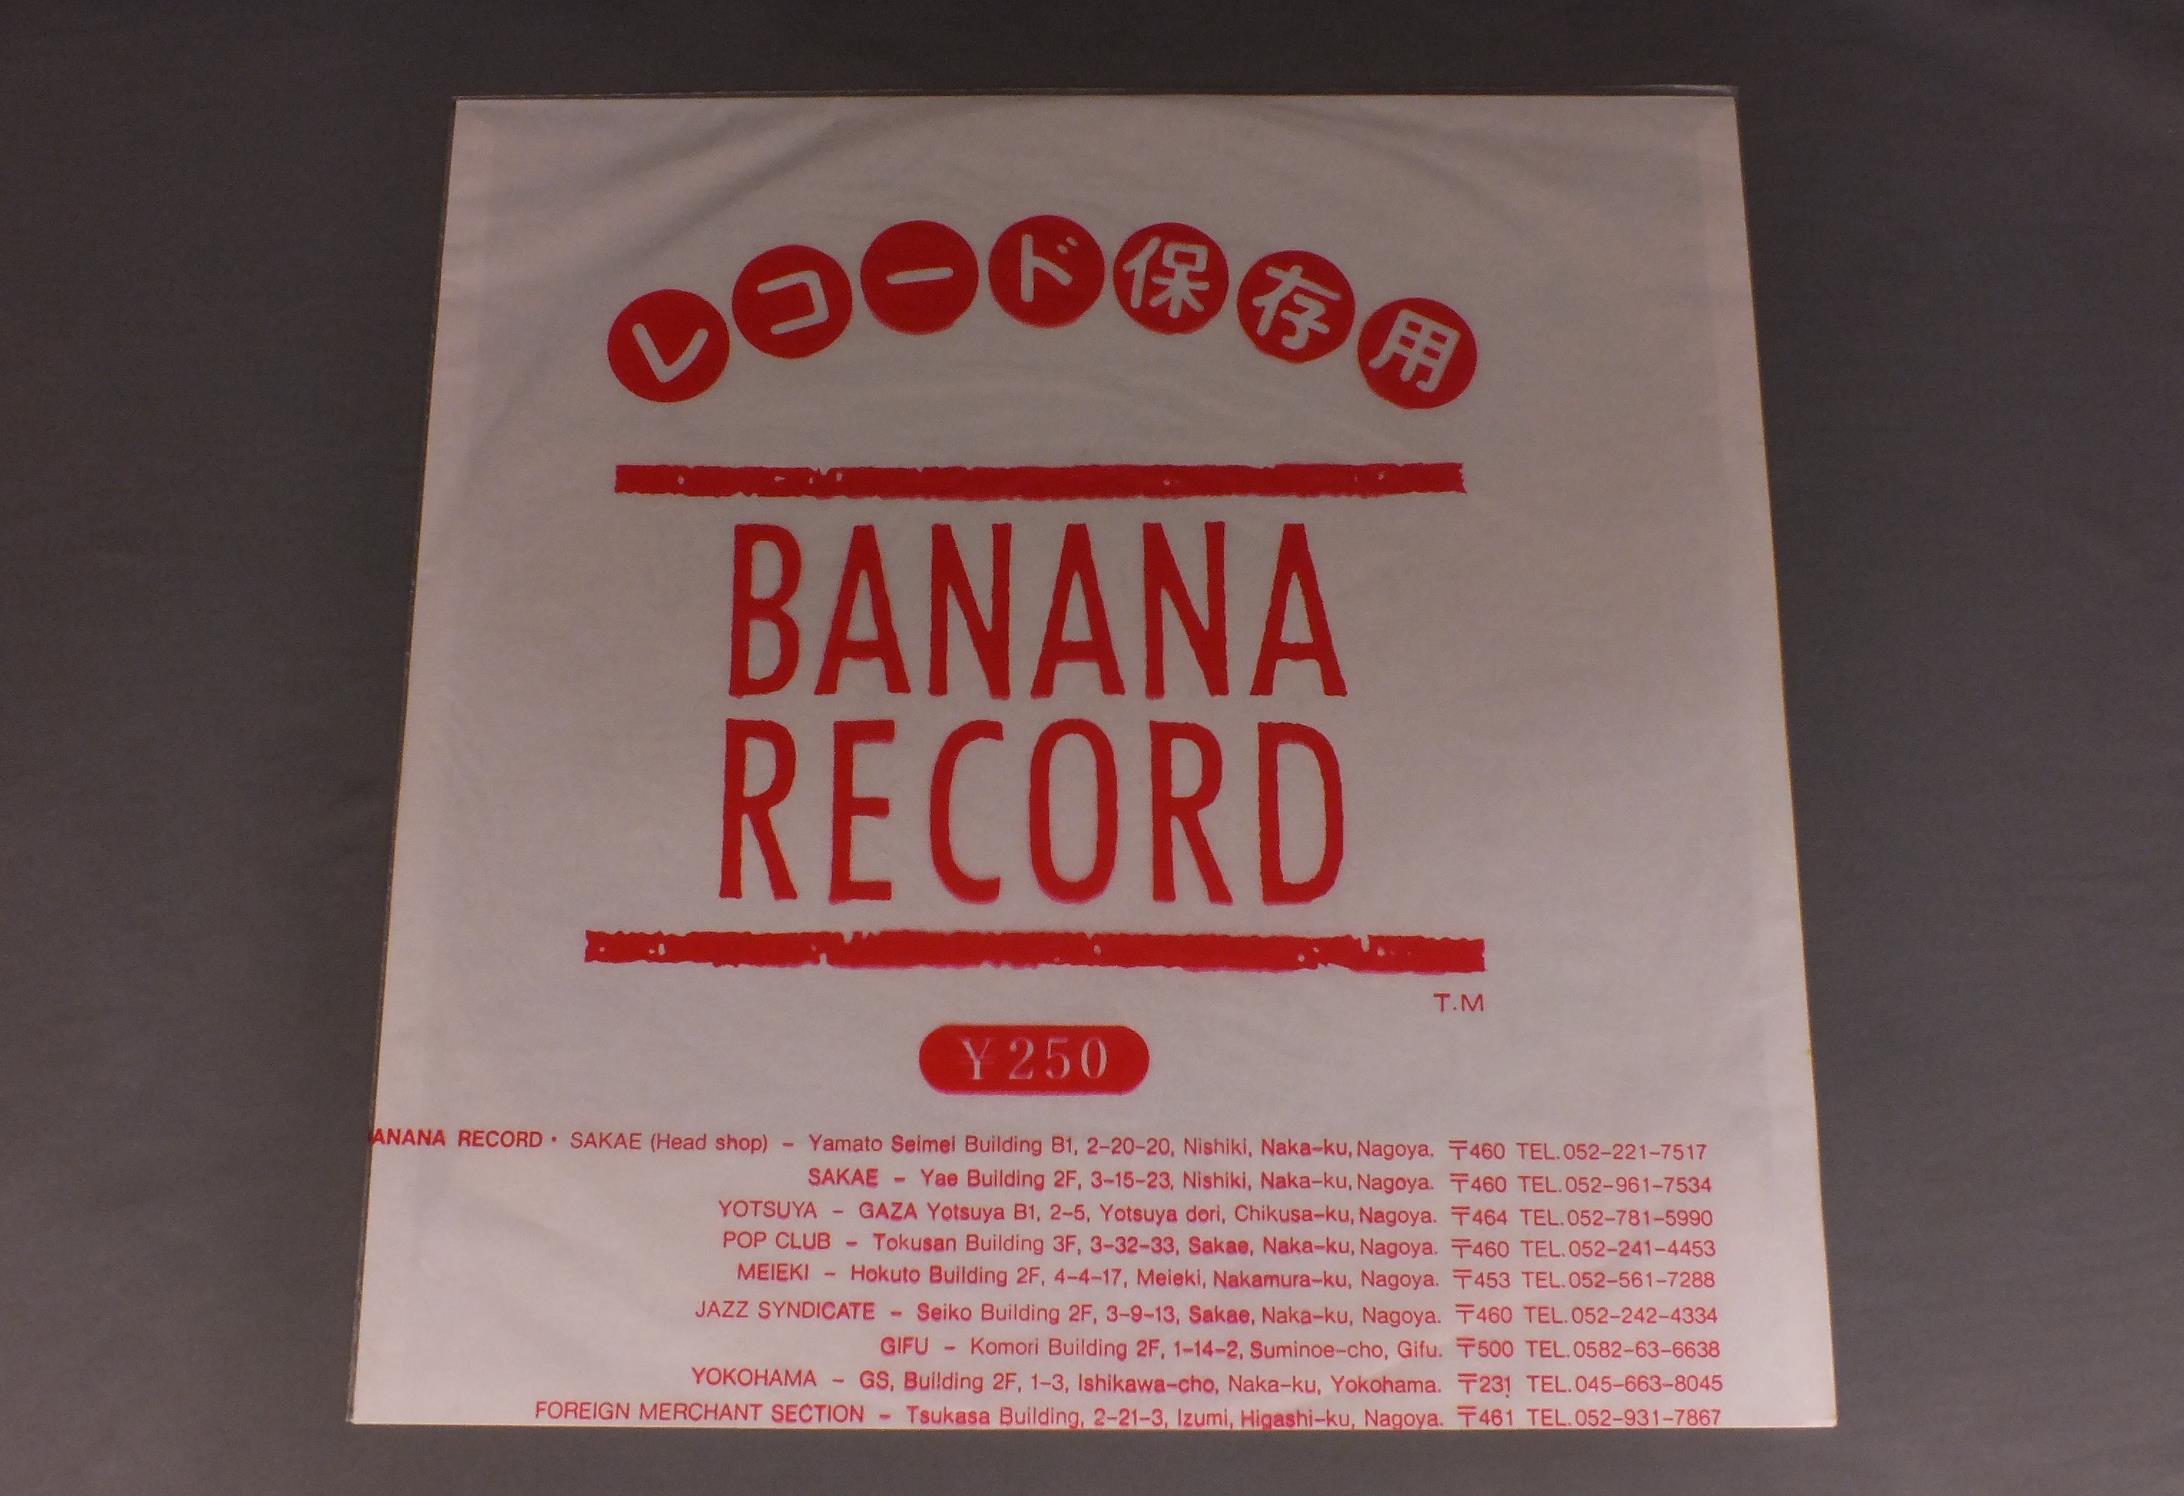 レコード保存用
BANANA
RECORD
T.M
¥250
ANANA RECORD・SAKAE (Head shop) – Yamato Seimei Building B1, 2-20-20, Nishiki, Naka-ku, Nagoya. 〒460 TEL.052-221-7517
SAKAE – Yae Building 2F, 3-15-23, Nishiki, Naka-ku, Nagoya. 〒460 TEL.052-961-7534
YOTSUYA – GAZA Yotsuya B1, 2-5, Yotsuya dori, Chikusa-ku, Nagoya. 〒464 TEL.052-781-5990
POP CLUB – Tokusan Building 3F, 3-32-33, Sakae, Naka-ku, Nagoya. 〒460 TEL.052-241-4453
MEIEKI – Hokuto Building 2F, 4-4-17, Meieki, Nakamura-ku, Nagoya. 〒453 TEL.052-561-7288
JAZZ SYNDICATE – Seiko Building 2F, 3-9-13, Sakae, Naka-ku, Nagoya. 〒460 TEL.052-242-4334
GIFU – Komori Building 2F, 1-14-2, Suminoe-cho, Gifu. 〒500 TEL.0582-63-6638
YOKOHAMA – GS, Building 2F, 1-3, Ishikawa-cho, Naka-ku, Yokohama. 〒231 TEL.045-663-8045
FOREIGN MERCHANT SECTION – Tsukasa Building, 2-21-3, Izumi, Higashi-ku, Nagoya. 〒461 TEL.052-931-7867